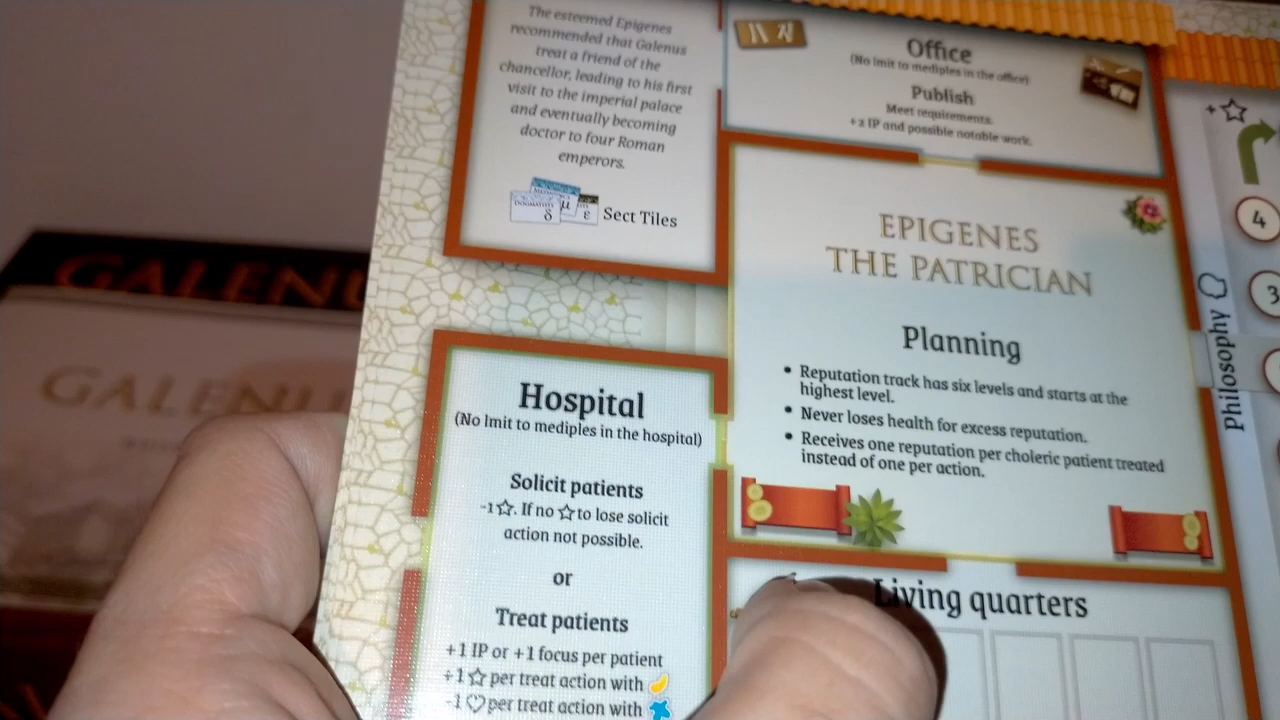 The esteemed Epigenes
recommended that Galenus
treat a friend of the
chancellor, leading to his first
visit to the imperial palace
and eventually becoming
doctor to four Roman
emperors.
δ
μ
ε
Sect Tiles
Office
(No lmit to mediples in the office)
Publish
Meet requirements.
+2 IP and possible notable work.
EPIGENES
THE PATRICIAN
Planning
• Reputation track has six levels and starts at the
highest level.
• Never loses health for excess reputation.
• Receives one reputation per choleric patient treated
instead of one per action.
Hospital
(No lmit to mediples in the hospital)
Solicit patients
-1☆. If no ☆ to lose solicit
action not possible.
or
Treat patients
+1 IP or +1 focus per patient
+1 ☆ per treat action with
-1 ♡ per treat action with
Living quarters
+☆
4
3
Philosophy
GALENU
GALENU